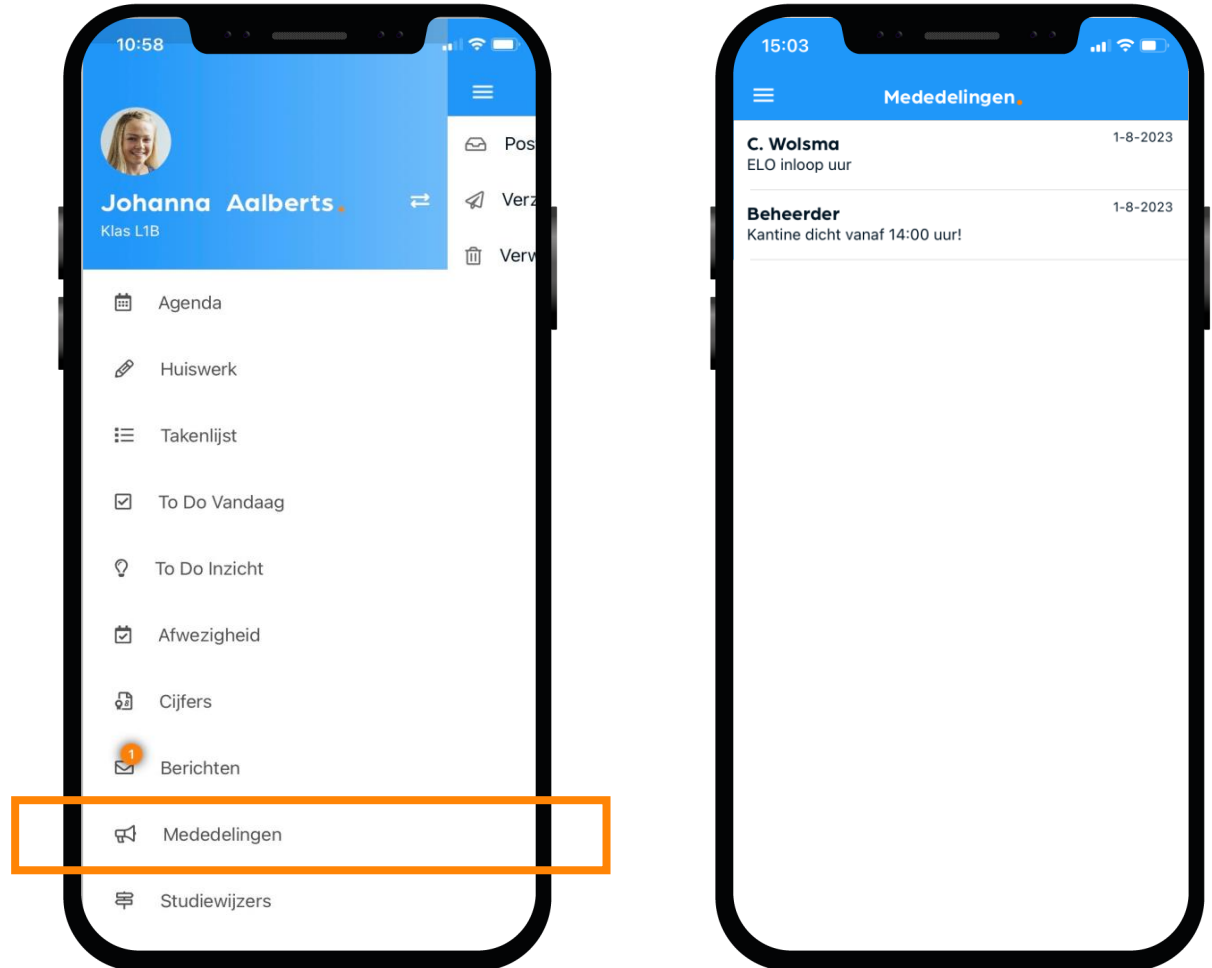 10:58
Johanna Aalberts.
Klas L1B
Agenda
Huiswerk
Takenlijst
To Do Vandaag
To Do Inzicht
Afwezigheid
Cijfers
1
Berichten
Mededelingen
Studiewijzers
Pos
Verz
Verw
15:03
Mededelingen.
C. Wolsma
1-8-2023
ELO inloop uur
Beheerder
1-8-2023
Kantine dicht vanaf 14:00 uur!